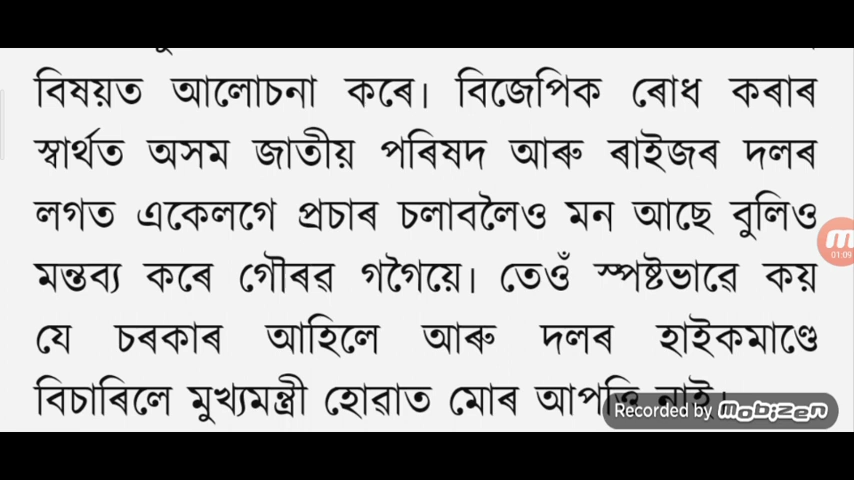 বিষয়ত আলোচনা কৰে। বিজেপিক ৰোধ কৰাৰ
স্বাৰ্থত অসম জাতীয় পৰিষদ আৰু ৰাইজৰ দলৰ
লগত একেলগে প্ৰচাৰ চলাবলৈও মন আছে বুলিও
মন্তব্য কৰে গৌৰৱ গগৈয়ে। তেওঁ স্পষ্টভাৱে কয়
যে চৰকাৰ আহিলে আৰু দলৰ হাইকমাণ্ডে
বিচাৰিলে মুখ্যমন্ত্ৰী হোৱাত মোৰ আপত্তি নাই।
01:09
Recorded by Mobizen